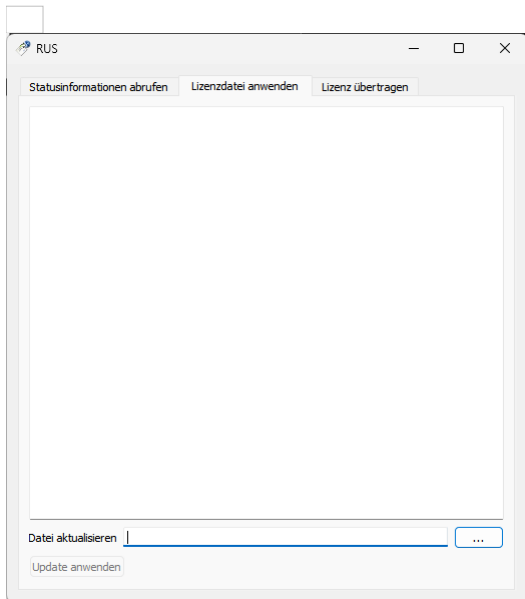 RUS
Statusinformationen abrufen Lizenzdatei anwenden Lizenz übertragen
Datei aktualisieren ...
Update anwenden